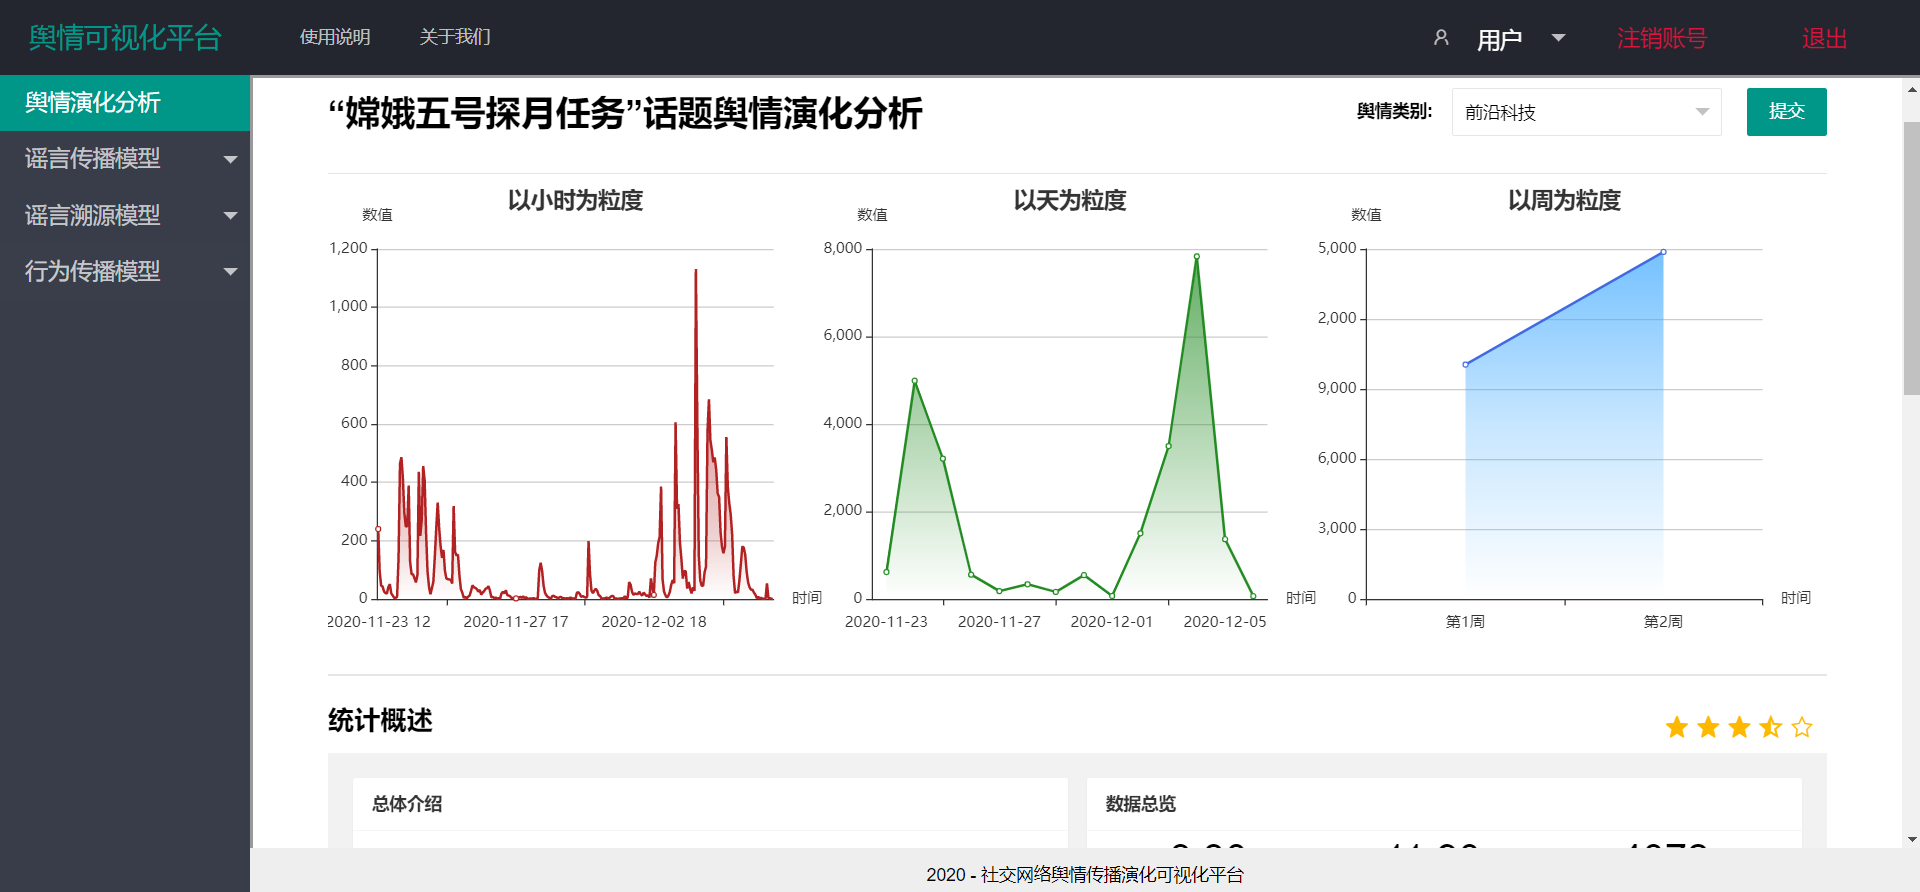 舆情可视化平台
使用说明
关于我们
用户
注销账号
退出
舆情演化分析
谣言传播模型
谣言溯源模型
行为传播模型
“嫦娥五号探月任务”话题舆情演化分析
舆情类别:
前沿科技
提交
以小时为粒度
数值
1,200
1,000
800
600
400
200
0
时间
2020-11-23 12
2020-11-27 17
2020-12-02 18
以天为粒度
数值
8,000
6,000
4,000
2,000
0
时间
2020-11-23
2020-11-27
2020-12-01
2020-12-05
以周为粒度
数值
5,000
2,000
9,000
6,000
3,000
0
时间
第1周
第2周
统计概述
总体介绍
数据总览
2020 - 社交网络舆情传播演化可视化平台